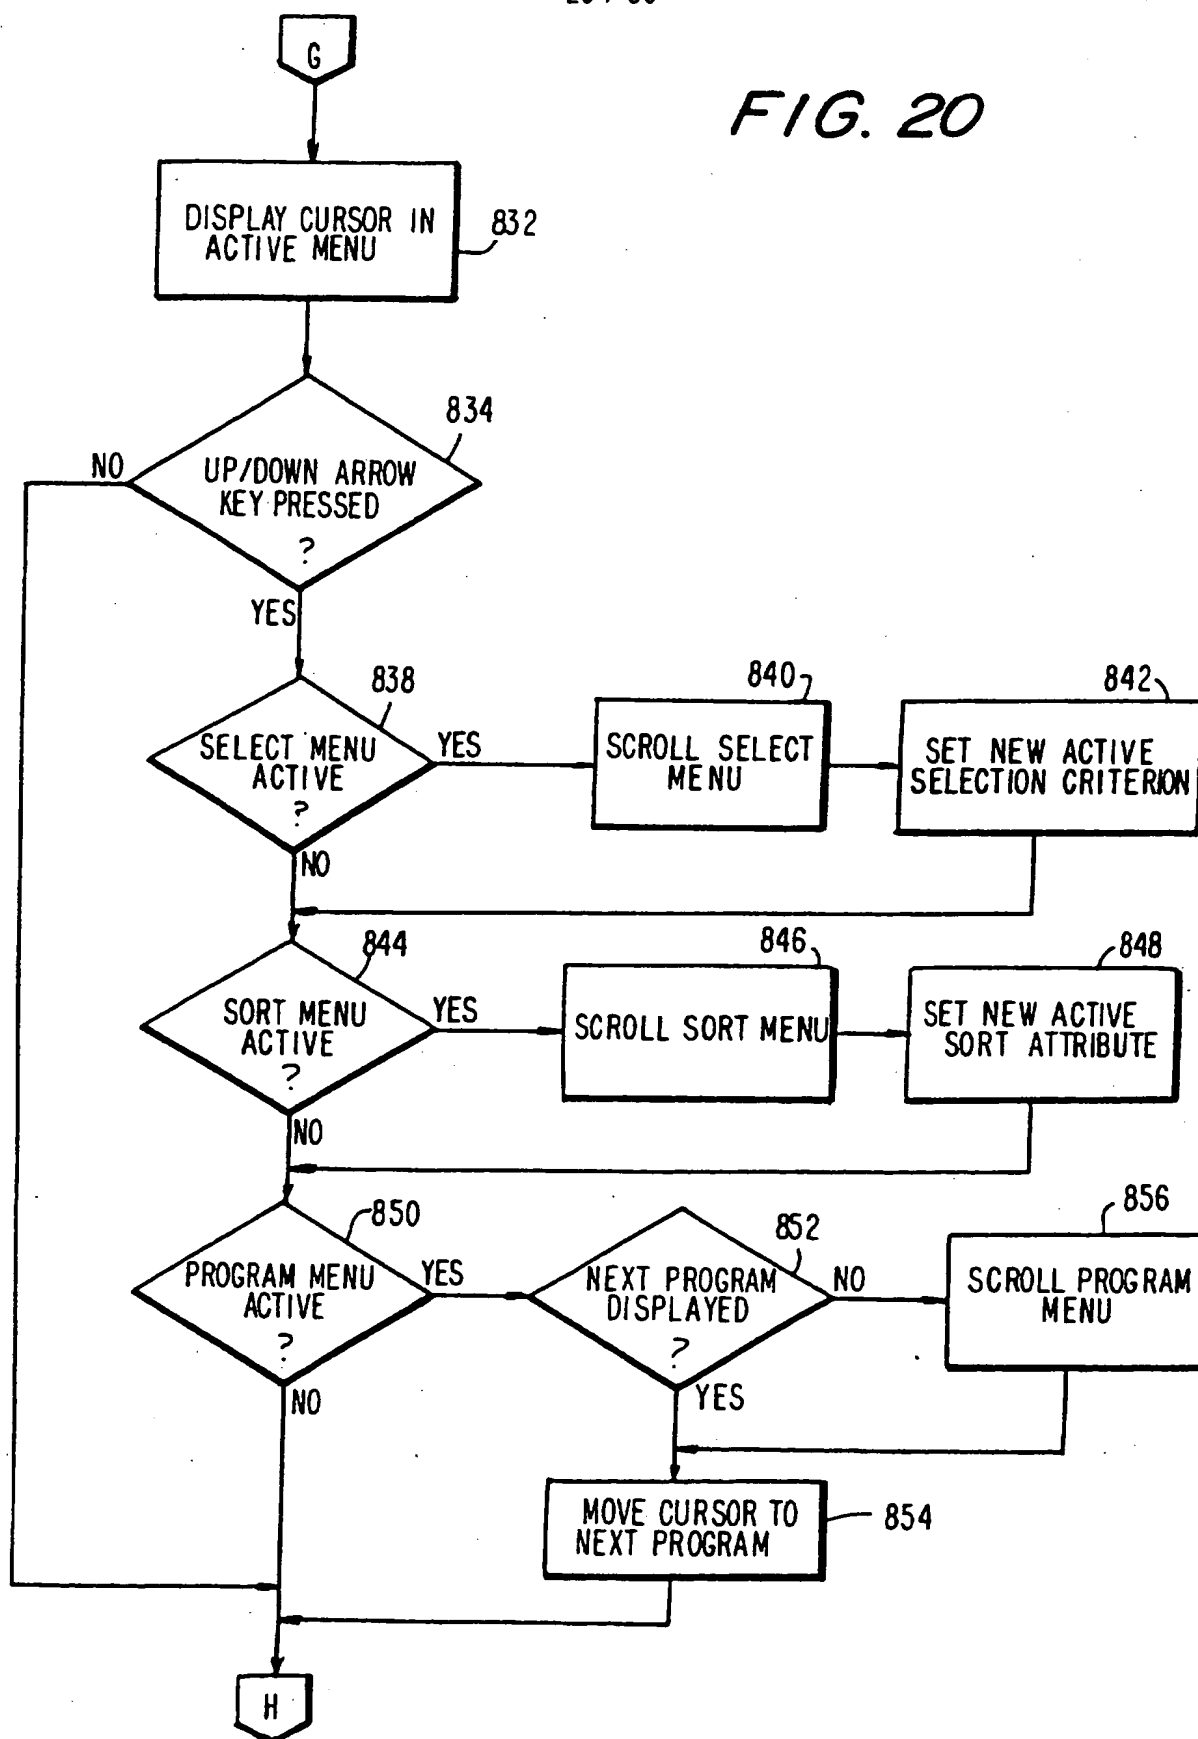 G
FIG. 20
DISPLAY CURSOR IN
ACTIVE MENU
832
834
NO
UP/DOWN ARROW
KEY PRESSED
?
YES
838
SELECT MENU
ACTIVE
?
YES
840
SCROLL SELECT
MENU
842
SET NEW ACTIVE
SELECTION CRITERION
NO
844
SORT MENU
ACTIVE
?
YES
846
SCROLL SORT MENU
848
SET NEW ACTIVE
SORT ATTRIBUTE
NO
850
PROGRAM MENU
ACTIVE
?
YES
852
NEXT PROGRAM
DISPLAYED
?
NO
856
SCROLL PROGRAM
MENU
NO
YES
MOVE CURSOR TO
NEXT PROGRAM
854
H